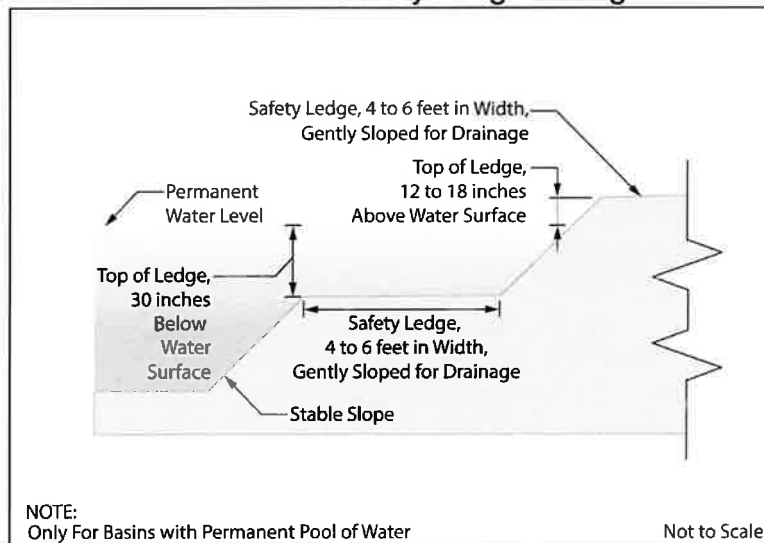 Safety Ledge, 4 to 6 feet in Width,
Gently Sloped for Drainage
Top of Ledge,
12 to 18 inches
Above Water Surface
Permanent
Water Level
Top of Ledge,
30 inches
Below
Water
Surface
Safety Ledge,
4 to 6 feet in Width,
Gently Sloped for Drainage
Stable Slope
NOTE:
Only For Basins with Permanent Pool of Water
Not to Scale